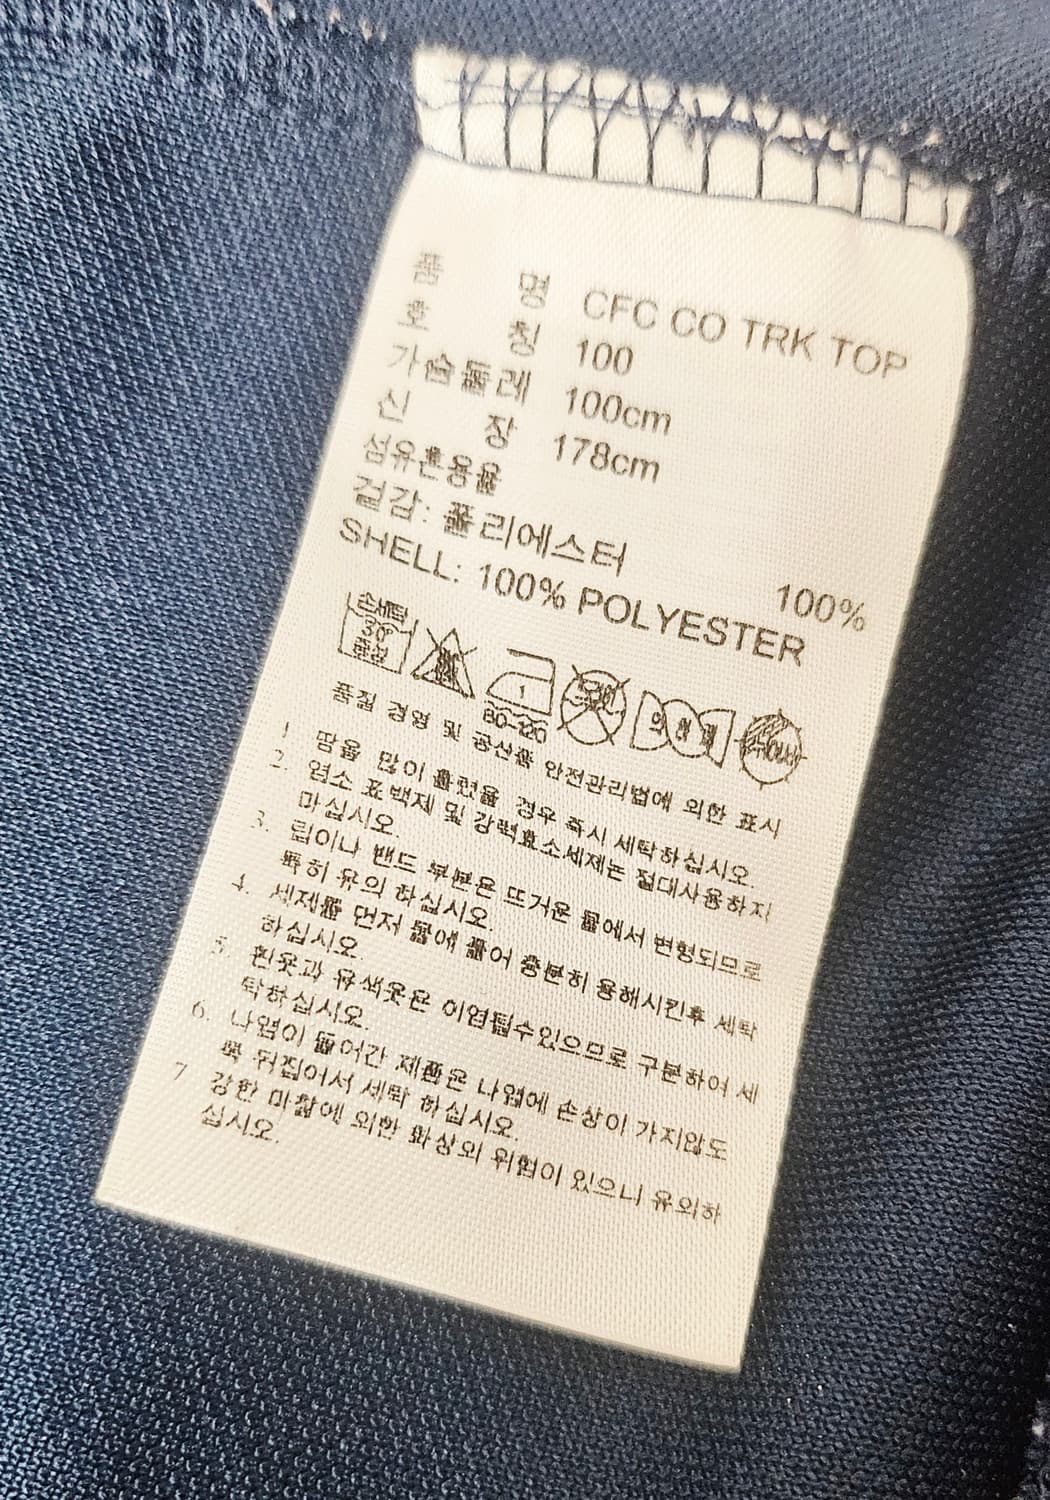 품 명 CFC CO TRK TOP
호 칭 100
가슴둘레 100cm
신 장 178cm
섬유혼용율
겉감: 폴리에스터 100%
SHELL: 100% POLYESTER
손세탁 30° 중성
80~120
품질 경영 및 공산품 안전관리법에 의한 표시
1 땀을 많이 흘렸을 경우 즉시 세탁하십시오.
2. 염소 표백제 및 강력효소세제는 절대사용하지
마십시오.
3. 립이나 밴드 부분은 뜨거운 물에서 변형되므로
특히 유의 하십시오.
4. 세제를 먼저 물에 풀어 충분히 용해시킨후 세탁
하십시오.
5. 흰옷과 유색옷은 이염될수있으므로 구분하여 세
탁하십시오.
6. 나염이 들어간 제품은 나염에 손상이 가지않도
록 뒤집어서 세탁 하십시오.
7 강한 마찰에 의한 화상의 위험이 있으니 유의하
십시오.